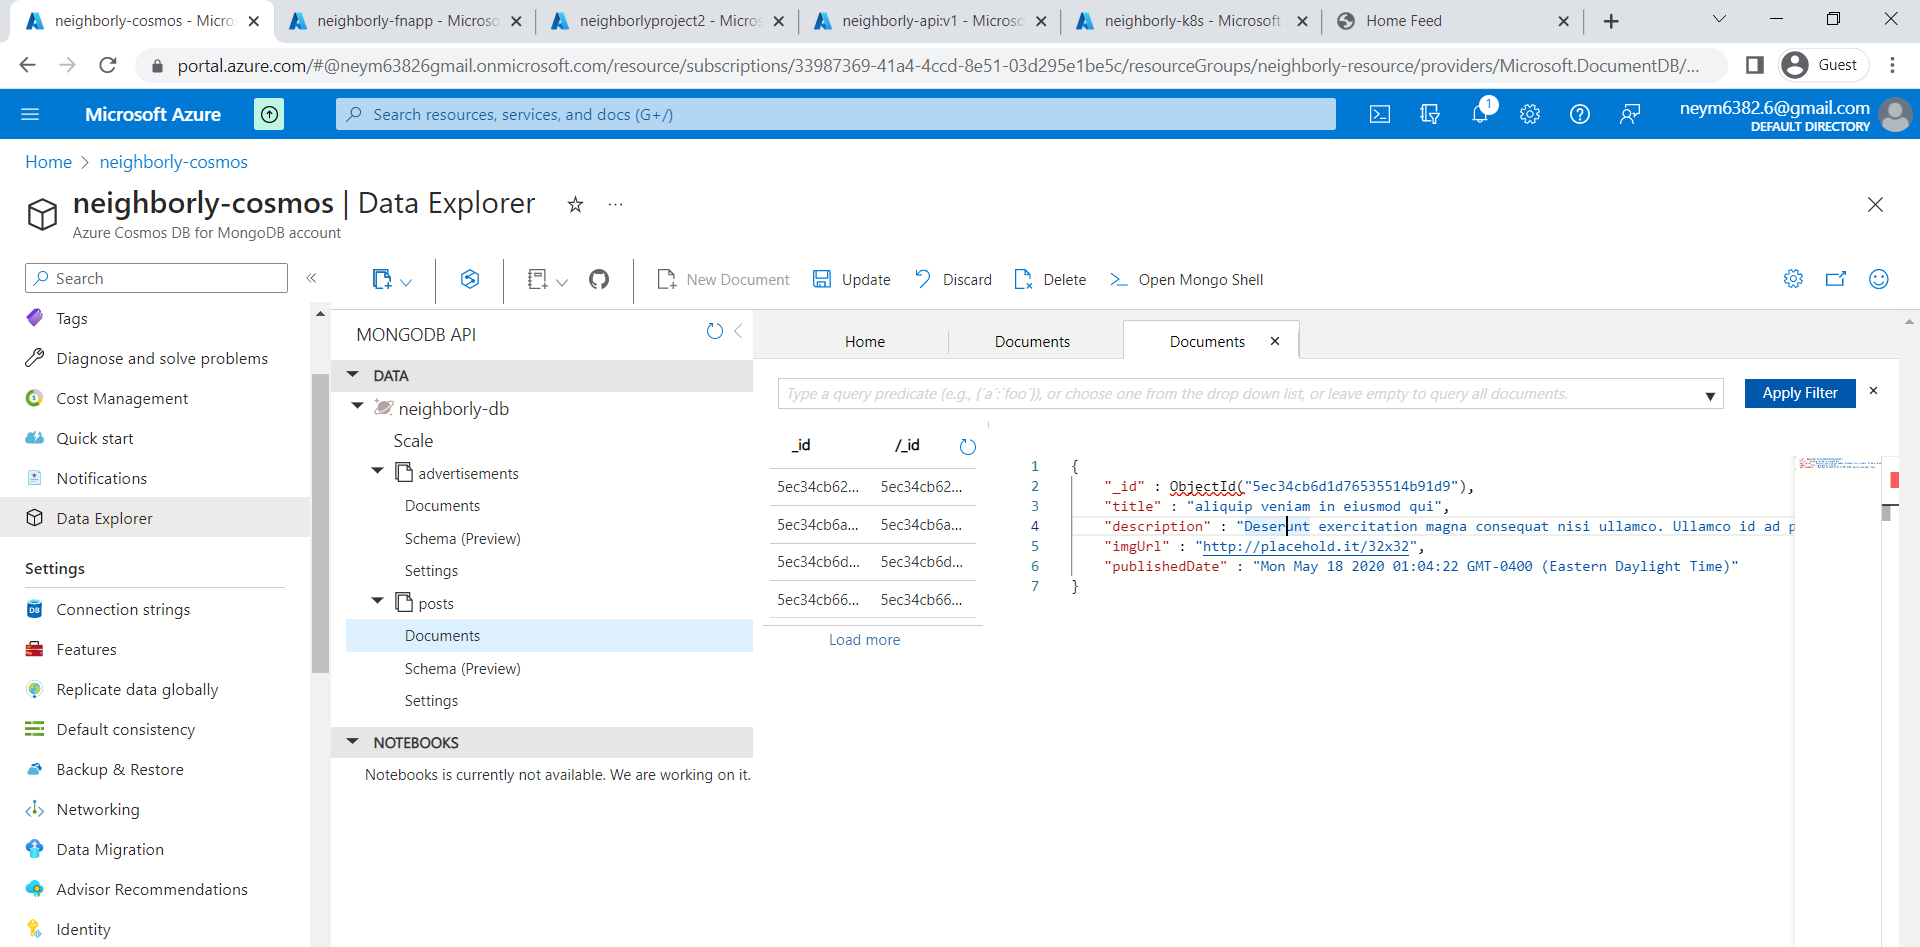 neighborly-cosmos - Micro
neighborly-fnapp - Microso
neighborlyproject2 - Micros
neighborly-api:v1 - Microso
neighborly-k8s - Microsoft
Home Feed
portal.azure.com/#@neym63826gmail.onmicrosoft.com/resource/subscriptions/33987369-41a4-4ccd-8e51-03d295e1be5c/resourceGroups/neighborly-resource/providers/Microsoft.DocumentDB/...
Guest
Microsoft Azure
Search resources, services, and docs (G+/)
1
neym6382.6@gmail.com
DEFAULT DIRECTORY
Home > neighborly-cosmos
neighborly-cosmos | Data Explorer
Azure Cosmos DB for MongoDB account
Search
New Document
Update
Discard
Delete
Open Mongo Shell
Tags
Diagnose and solve problems
Cost Management
Quick start
Notifications
Data Explorer
Settings
Connection strings
Features
Replicate data globally
Default consistency
Backup & Restore
Networking
Data Migration
Advisor Recommendations
Identity
MONGODB API
DATA
neighborly-db
Scale
advertisements
Documents
Schema (Preview)
Settings
posts
Documents
Schema (Preview)
Settings
NOTEBOOKS
Notebooks is currently not available. We are working on it.
Home
Documents
Documents
Type a query predicate (e.g., {´a´:´foo´}), or choose one from the drop down list, or leave empty to query all documents.
Apply Filter
_id /_id
5ec34cb62... 5ec34cb62...
5ec34cb6a... 5ec34cb6a...
5ec34cb6d... 5ec34cb6d...
5ec34cb66... 5ec34cb66...
Load more
1 {
2 "_id" : ObjectId("5ec34cb6d1d76535514b91d9"),
3 "title" : "aliquip veniam in eiusmod qui",
4 "description" : "Deserunt exercitation magna consequat nisi ullamco. Ullamco id ad p
5 "imgUrl" : "http://placehold.it/32x32",
6 "publishedDate" : "Mon May 18 2020 01:04:22 GMT-0400 (Eastern Daylight Time)"
7 }